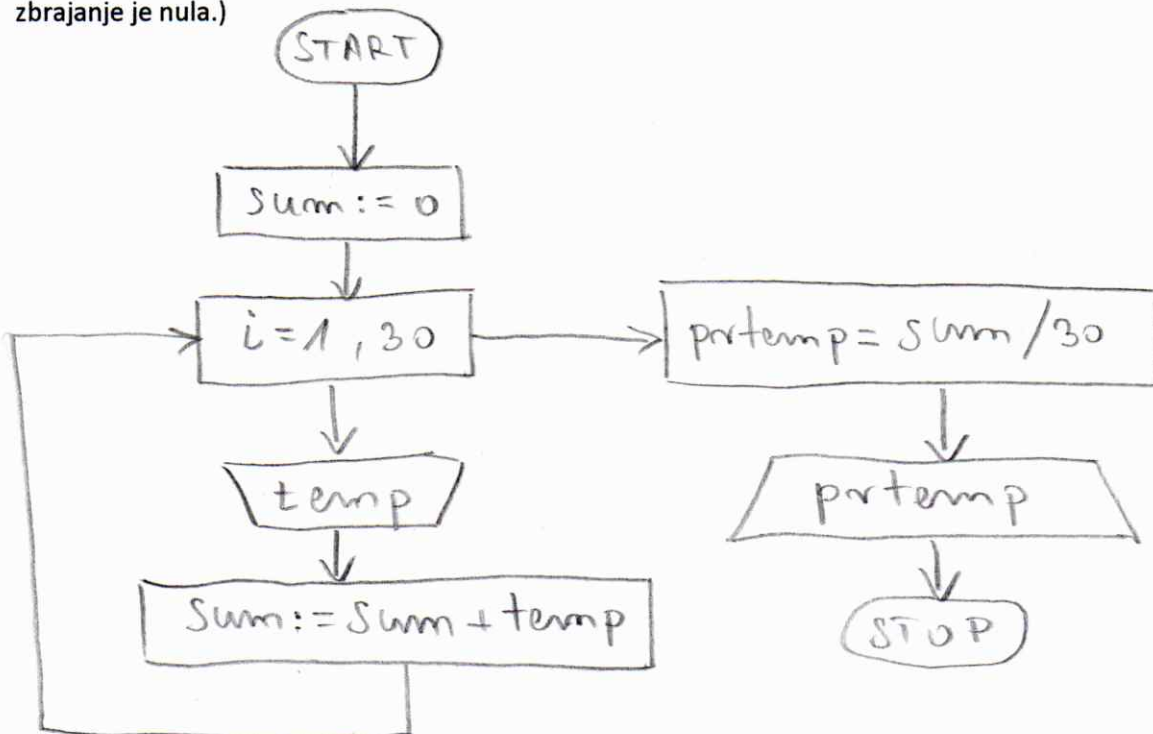 zbrajanje je nula.)
START
sum := 0
i = 1 , 30
temp
sum := sum + temp
prtemp = sum / 30
prtemp
STOP